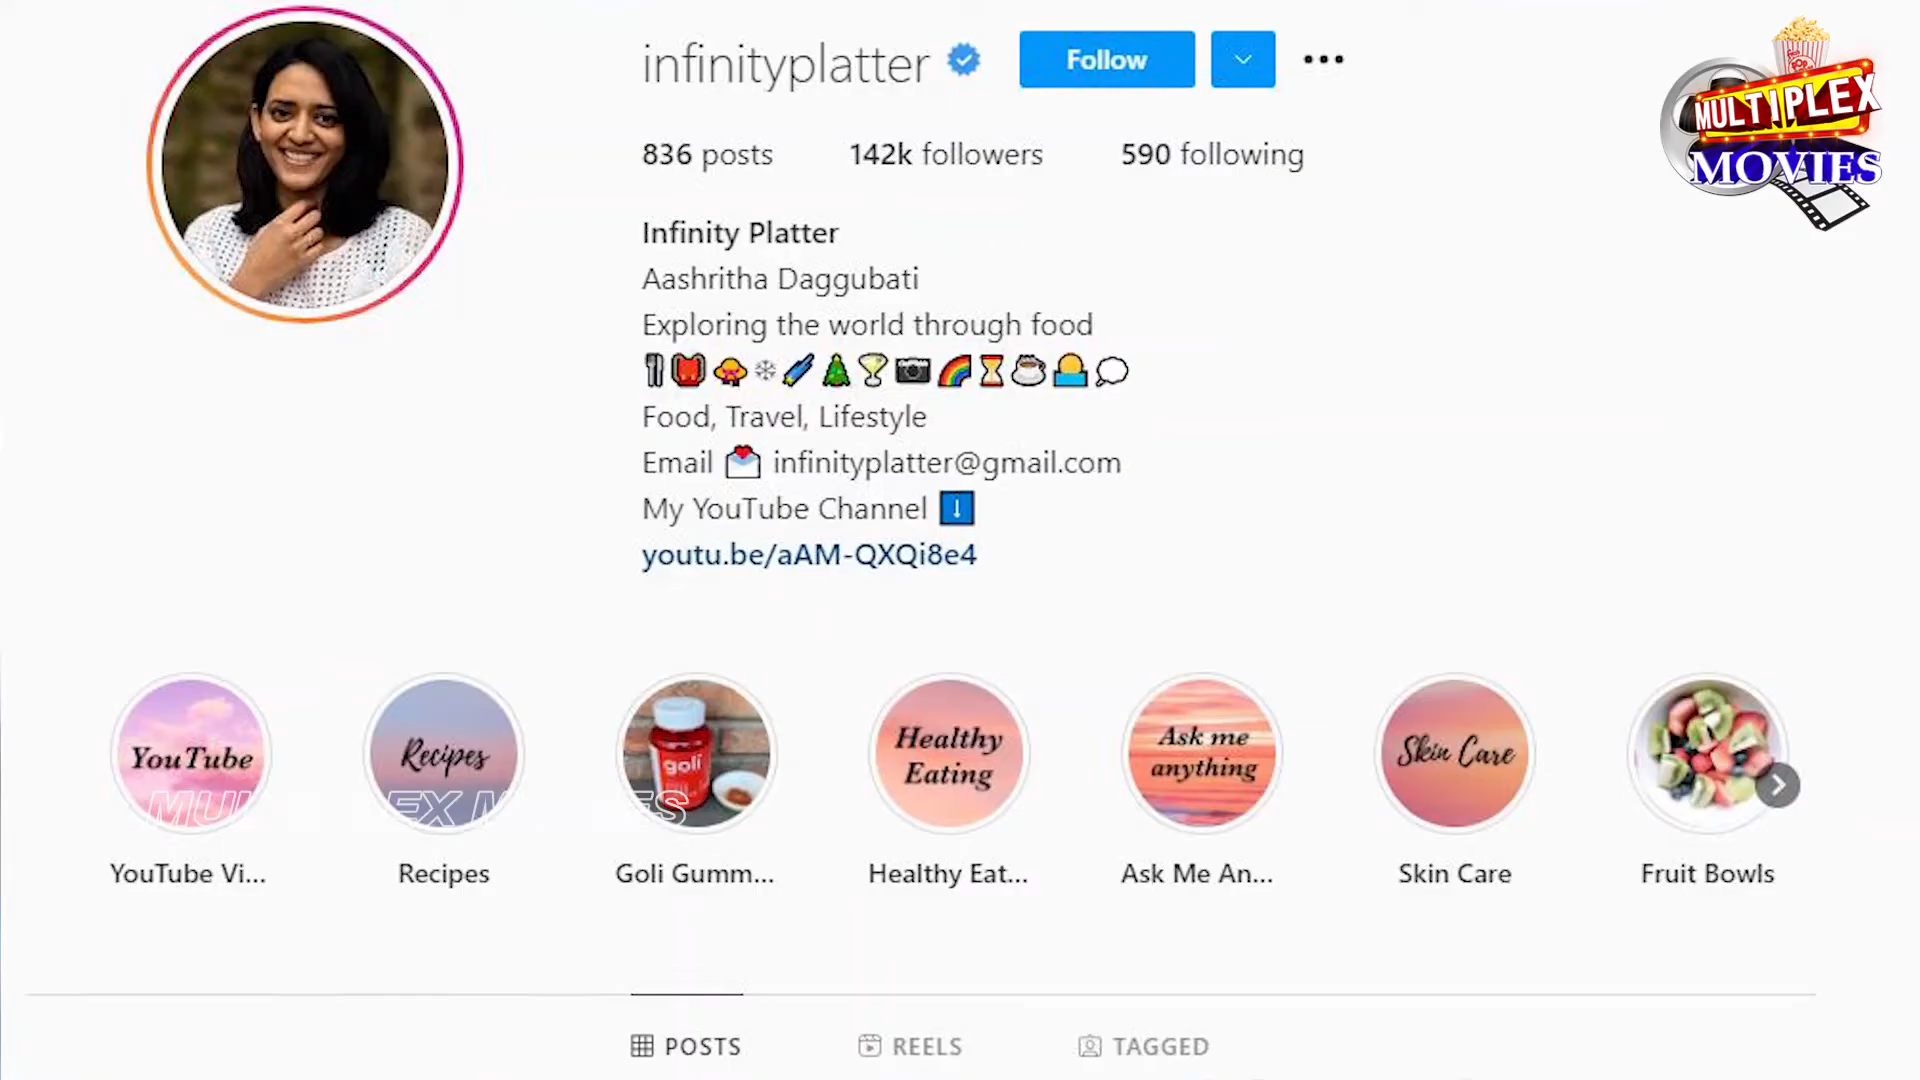 infinityplatter
Follow
836 posts 142k followers 590 following
Infinity Platter
Aashritha Daggubati
Exploring the world through food
Food, Travel, Lifestyle
Email infinityplatter@gmail.com
My YouTube Channel
youtu.be/aAM-QXQi8e4
MULTIPLEX
MOVIES
YouTube
Recipes
goli
Healthy
Eating
Ask me
anything
Skin Care
YouTube Vi...
Recipes
Goli Gumm...
Healthy Eat...
Ask Me An...
Skin Care
Fruit Bowls
POSTS
REELS
TAGGED